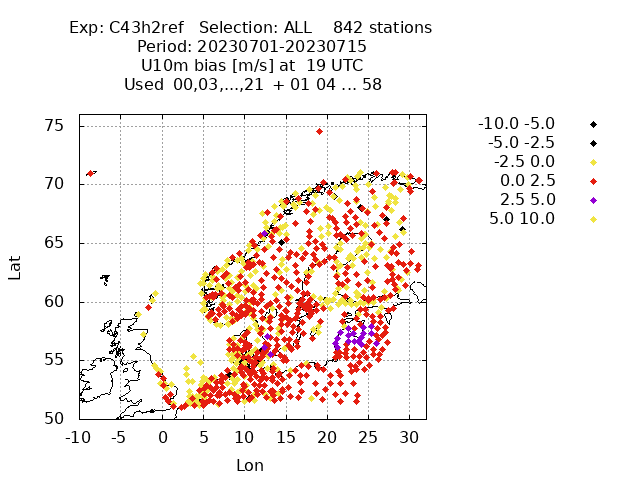 Exp: C43h2ref   Selection: ALL    842 stations
Period: 20230701-20230715
U10m bias [m/s] at  19 UTC
Used  00,03,...,21  + 01 04 ... 58
-10.0 -5.0
-5.0 -2.5
-2.5 0.0
0.0 2.5
2.5 5.0
5.0 10.0
Lat
75
70
65
60
55
50
-10 -5 0 5 10 15 20 25 30
Lon